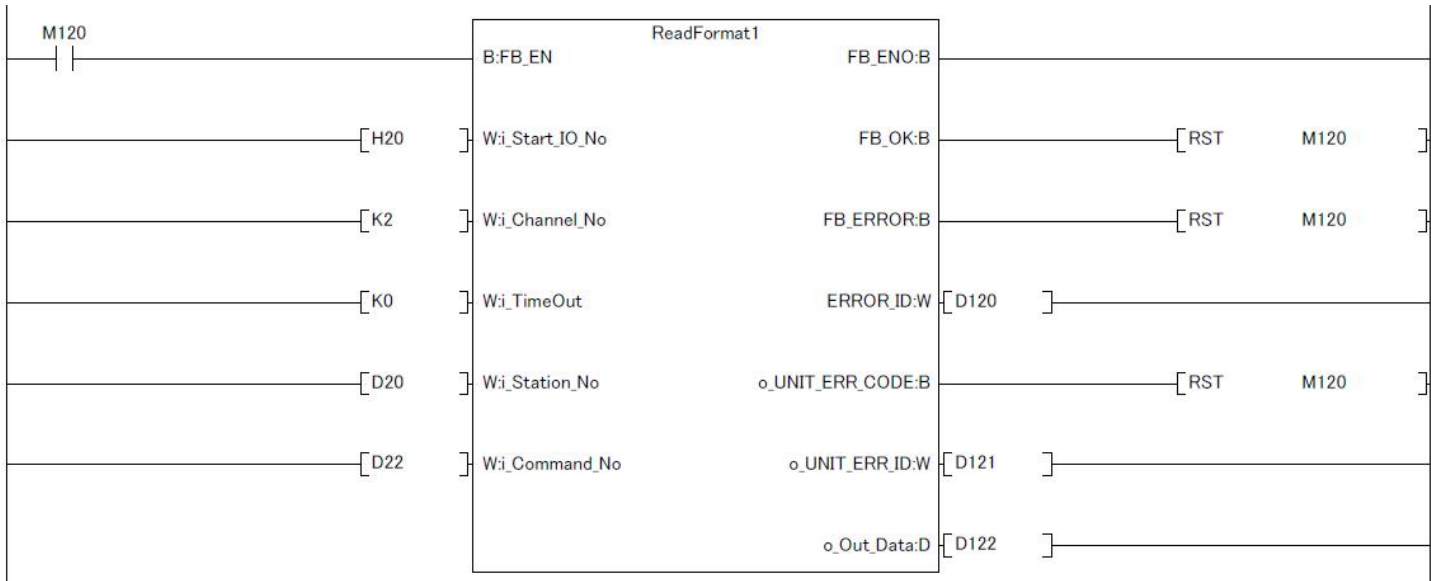 M120
ReadFormat1
B:FB_EN FB_ENO:B
H20 W:i_Start_IO_No FB_OK:B RST M120
K2 W:i_Channel_No FB_ERROR:B RST M120
K0 W:i_TimeOut ERROR_ID:W D120
D20 W:i_Station_No o_UNIT_ERR_CODE:B RST M120
D22 W:i_Command_No o_UNIT_ERR_ID:W D121
o_Out_Data:D D122